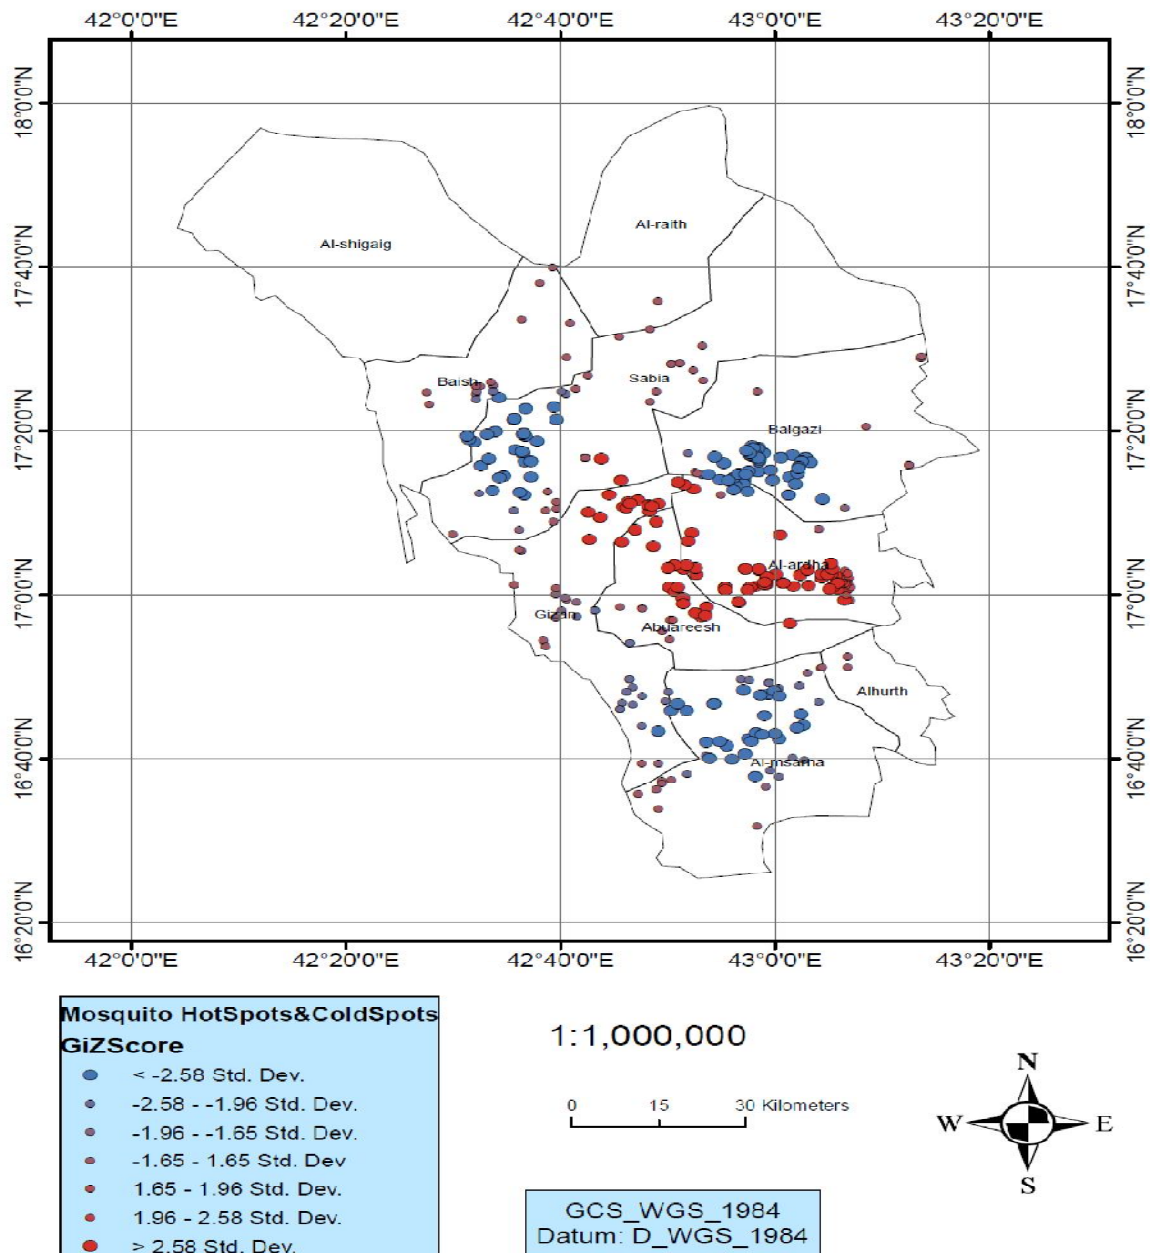 42°0'0"E 42°20'0"E 42°40'0"E 43°0'0"E 43°20'0"E
18°0'0"N 18°0'0"N
Al-raith
Al-shigaig
17°40'0"N 17°40'0"N
Baish Sabia
17°20'0"N Balgazi 17°20'0"N
Al-ardha
17°0'0"N 17°0'0"N
Gizan Abuareesh
Alhurth
16°40'0"N Al-msarha 16°40'0"N
16°20'0"N 16°20'0"N
42°0'0"E 42°20'0"E 42°40'0"E 43°0'0"E 43°20'0"E
Mosquito HotSpots&ColdSpots
GiZScore
< -2.58 Std. Dev.
-2.58 - -1.96 Std. Dev.
-1.96 - -1.65 Std. Dev.
-1.65 - 1.65 Std. Dev
1.65 - 1.96 Std. Dev.
1.96 - 2.58 Std. Dev.
> 2.58 Std. Dev.
1:1,000,000
0 15 30 Kilometers
N
W E
S
GCS_WGS_1984
Datum: D_WGS_1984